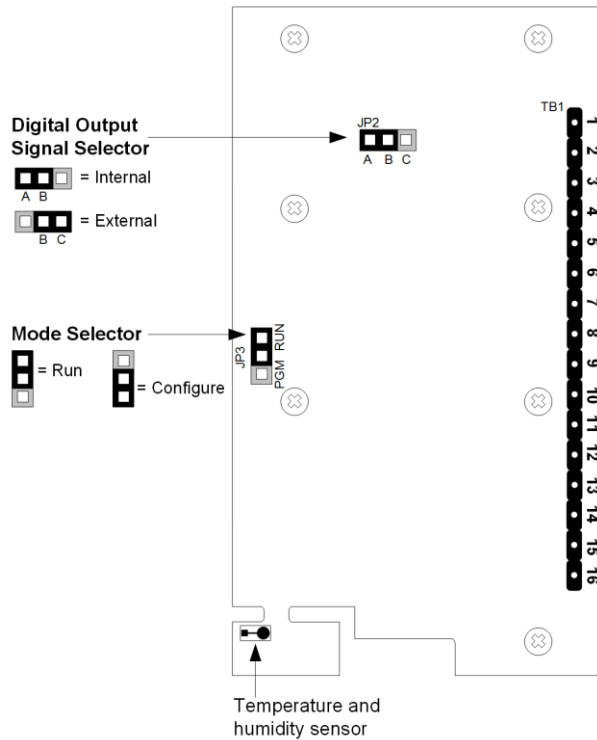 Digital Output
Signal Selector
A B
= Internal
B C
= External
JP2
A B C
TB1
1
2
3
4
5
6
7
8
9
10
11
12
13
14
15
16
Mode Selector
= Run
= Configure
JP3
RUN
PGM
Temperature and
humidity sensor